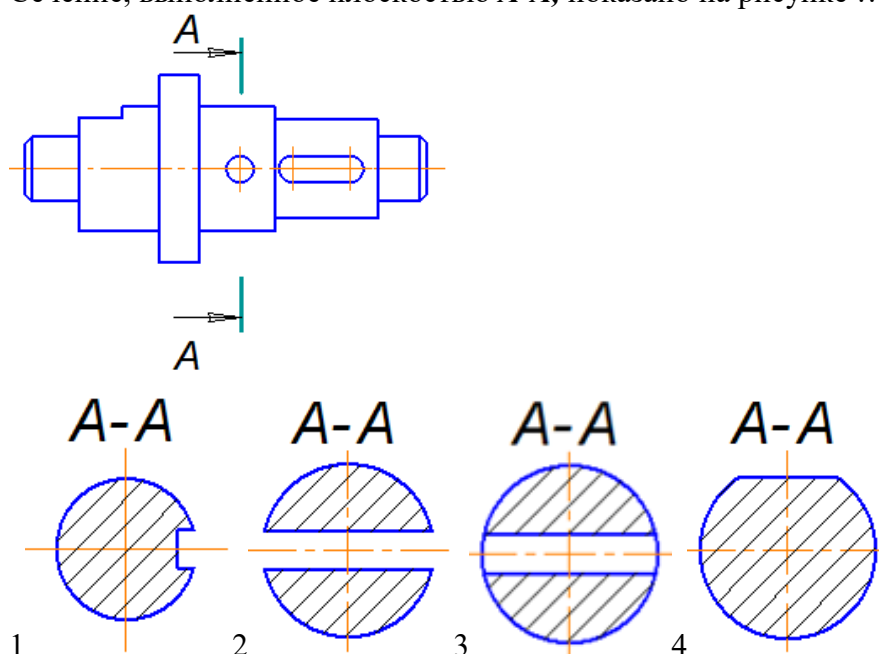 Сечение, выполненное плоскостью А-А, показано на рисунке ...
А
А
А-А А-А А-А А-А
1 2 3 4